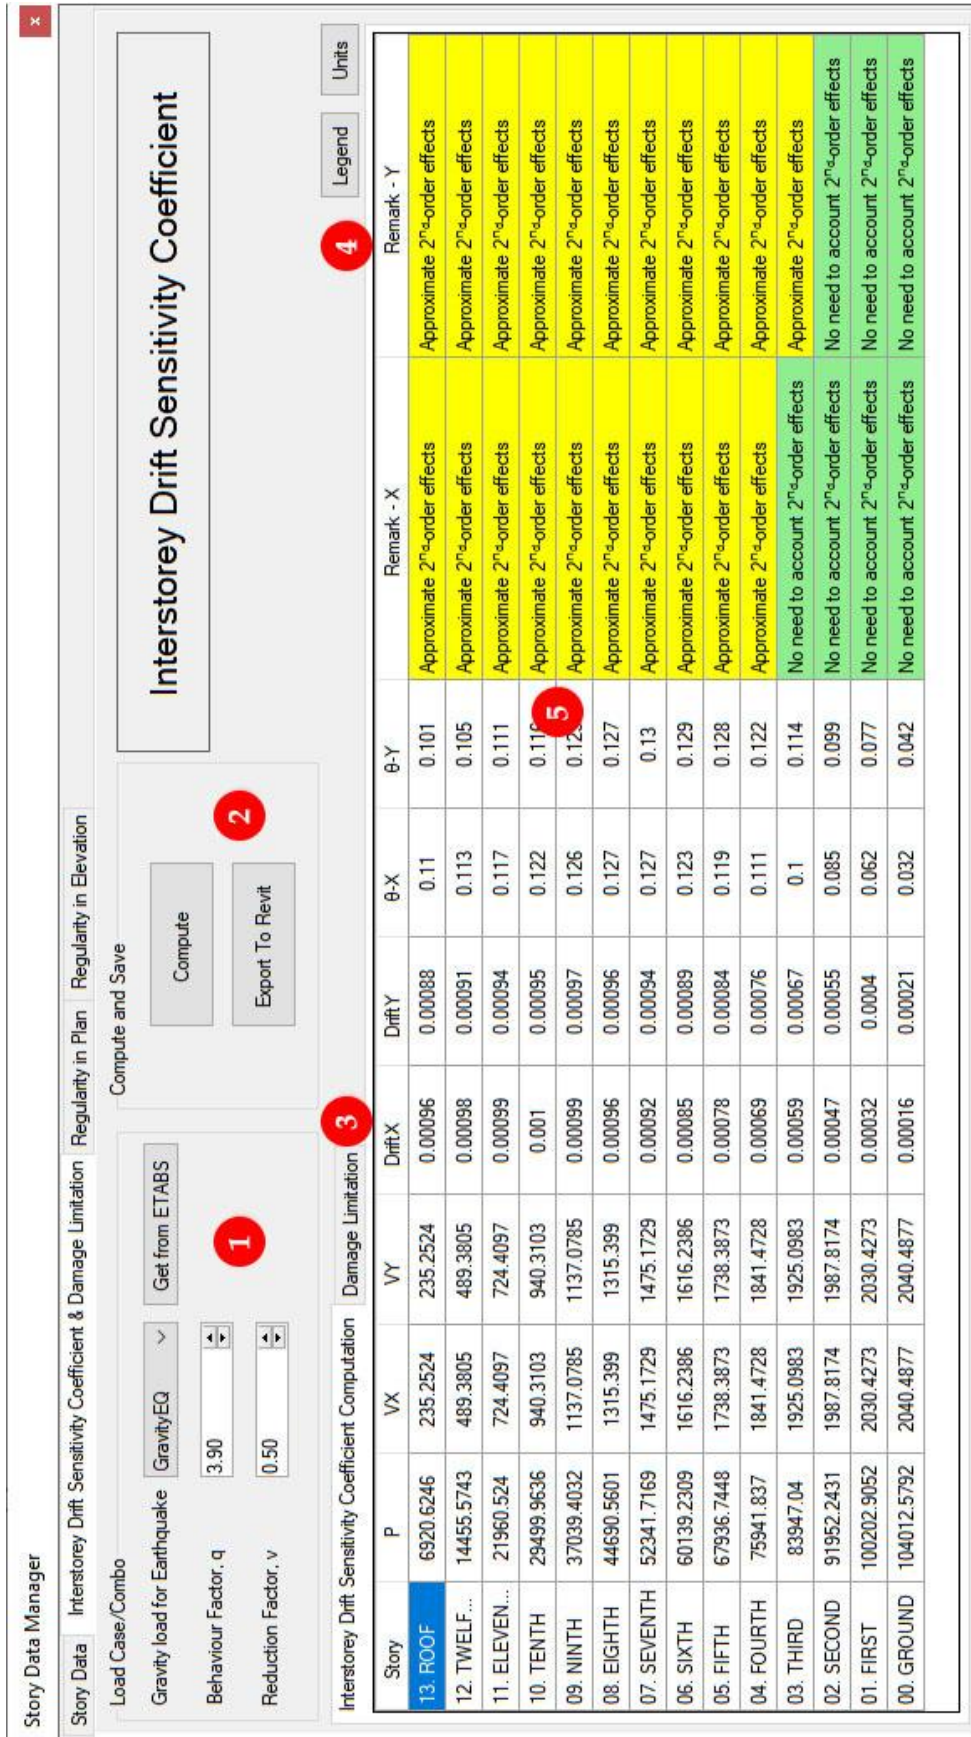 Story Data Manager
x
Story Data Interstorey Drift Sensitivity Coefficient & Damage Limitation Regularity in Plan Regularity in Elevation
Load Case/Combo
Gravity load for Earthquake GravityEQ Get from ETABS
Behaviour Factor, q 3.90
Reduction Factor, v 0.50
1
Compute and Save
Compute
Export To Revit
2
Interstorey Drift Sensitivity Coefficient
Interstorey Drift Sensitivity Coefficient Computation Damage Limitation
3
4
Legend Units
Story P VX VY DriftX DriftY θ-X θ-Y Remark - X Remark - Y
13. ROOF 6920.6246 235.2524 235.2524 0.00096 0.00088 0.11 0.101 Approximate 2ⁿᵈ-order effects Approximate 2ⁿᵈ-order effects
12. TWELF... 14455.5743 489.3805 489.3805 0.00098 0.00091 0.113 0.105 Approximate 2ⁿᵈ-order effects Approximate 2ⁿᵈ-order effects
11. ELEVEN... 21960.524 724.4097 724.4097 0.00099 0.00094 0.117 0.111 Approximate 2ⁿᵈ-order effects Approximate 2ⁿᵈ-order effects
10. TENTH 29499.9636 940.3103 940.3103 0.001 0.00095 0.122 Approximate 2ⁿᵈ-order effects Approximate 2ⁿᵈ-order effects
09. NINTH 37039.4032 1137.0785 1137.0785 0.00099 0.00097 0.126 Approximate 2ⁿᵈ-order effects Approximate 2ⁿᵈ-order effects
5
08. EIGHTH 44690.5601 1315.399 1315.399 0.00096 0.00096 0.127 0.127 Approximate 2ⁿᵈ-order effects Approximate 2ⁿᵈ-order effects
07. SEVENTH 52341.7169 1475.1729 1475.1729 0.00092 0.00094 0.127 0.13 Approximate 2ⁿᵈ-order effects Approximate 2ⁿᵈ-order effects
06. SIXTH 60139.2309 1616.2386 1616.2386 0.00085 0.00089 0.123 0.129 Approximate 2ⁿᵈ-order effects Approximate 2ⁿᵈ-order effects
05. FIFTH 67936.7448 1738.3873 1738.3873 0.00078 0.00084 0.119 0.128 Approximate 2ⁿᵈ-order effects Approximate 2ⁿᵈ-order effects
04. FOURTH 75941.837 1841.4728 1841.4728 0.00069 0.00076 0.111 0.122 Approximate 2ⁿᵈ-order effects Approximate 2ⁿᵈ-order effects
03. THIRD 83947.04 1925.0983 1925.0983 0.00059 0.00067 0.1 0.114 No need to account 2ⁿᵈ-order effects Approximate 2ⁿᵈ-order effects
02. SECOND 91952.2431 1987.8174 1987.8174 0.00047 0.00055 0.085 0.099 No need to account 2ⁿᵈ-order effects No need to account 2ⁿᵈ-order effects
01. FIRST 100202.9052 2030.4273 2030.4273 0.00032 0.0004 0.062 0.077 No need to account 2ⁿᵈ-order effects No need to account 2ⁿᵈ-order effects
00. GROUND 104012.5792 2040.4877 2040.4877 0.00016 0.00021 0.032 0.042 No need to account 2ⁿᵈ-order effects No need to account 2ⁿᵈ-order effects